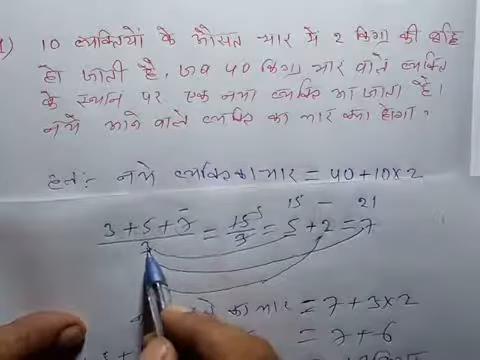 10 व्यक्तियों के औसत भार में 2 किग्रा की वृद्धि
हो जाती है, जब 40 किग्रा भार वाले व्यक्ति
के स्थान पर एक नया व्यक्ति आ जाता है।
नये आने वाले व्यक्ति का भार क्या होगा?
हल:- नये व्यक्ति का भार = 40+10×2
15 – 21
3+5+7/3 = 15/3 = 5+2=7
का भार = 7+3×2
= 7+6